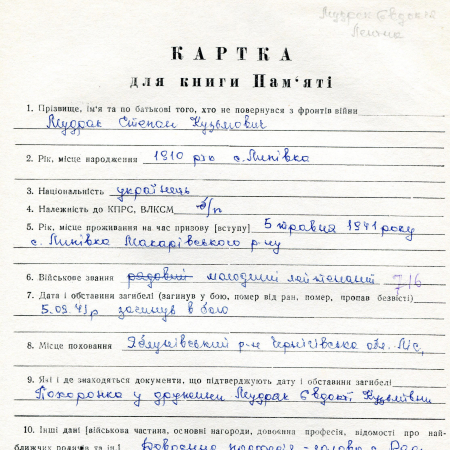 Мудрак Євдокія
КАРТКА
для книги Пам'яті
1. Прізвище, ім'я та по батькові того, хто не повернувся з фронтів війни
Мудрак Степан Кузьмович
2. Рік, місце народження 1910 р. с. Липівка
3. Національність українець
4. Належність до КПРС, ВЛКСМ б/п
5. Рік, місце проживання на час призову [вступу] 5 травня 1941 року
с. Липівка Макарівського р-ну
6. Військове звання рядовий молодший лейтенант 716
7. Дата і обставини загибелі (загинув у бою, помер від ран, помер, пропав безвісті)
5.09.43р загинув в бою
8. Місце поховання р-н Чернігівська обл.
9. Які і де знаходяться документи, що підтверджують дату і обставини загибелі
Похоронка у дружини Мудрак Євдокії
10. Інші дані [військова частина, основні нагороди, довоєнна професія, відомості про най-
ближчих родичів та ін.]